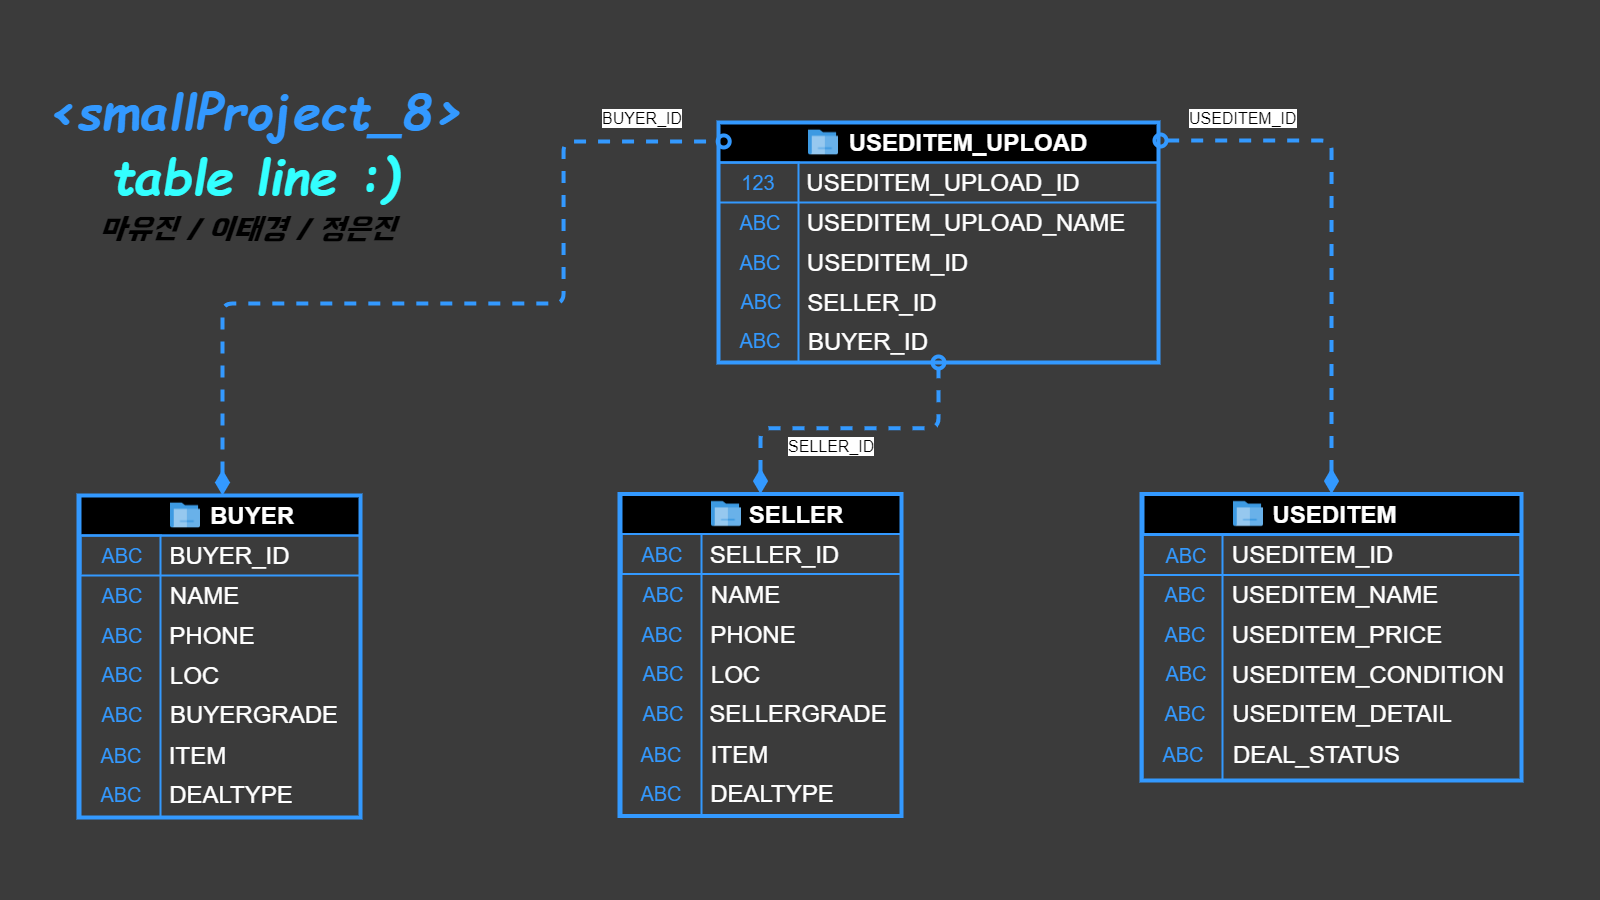 <smallProject_8>
table line :)
마유진 / 이태경 / 정은진
BUYER_ID
USEDITEM_ID
USEDITEM_UPLOAD
123 USEDITEM_UPLOAD_ID
ABC USEDITEM_UPLOAD_NAME
ABC USEDITEM_ID
ABC SELLER_ID
ABC BUYER_ID
SELLER_ID
BUYER
ABC BUYER_ID
ABC NAME
ABC PHONE
ABC LOC
ABC BUYERGRADE
ABC ITEM
ABC DEALTYPE
SELLER
ABC SELLER_ID
ABC NAME
ABC PHONE
ABC LOC
ABC SELLERGRADE
ABC ITEM
ABC DEALTYPE
USEDITEM
ABC USEDITEM_ID
ABC USEDITEM_NAME
ABC USEDITEM_PRICE
ABC USEDITEM_CONDITION
ABC USEDITEM_DETAIL
ABC DEAL_STATUS